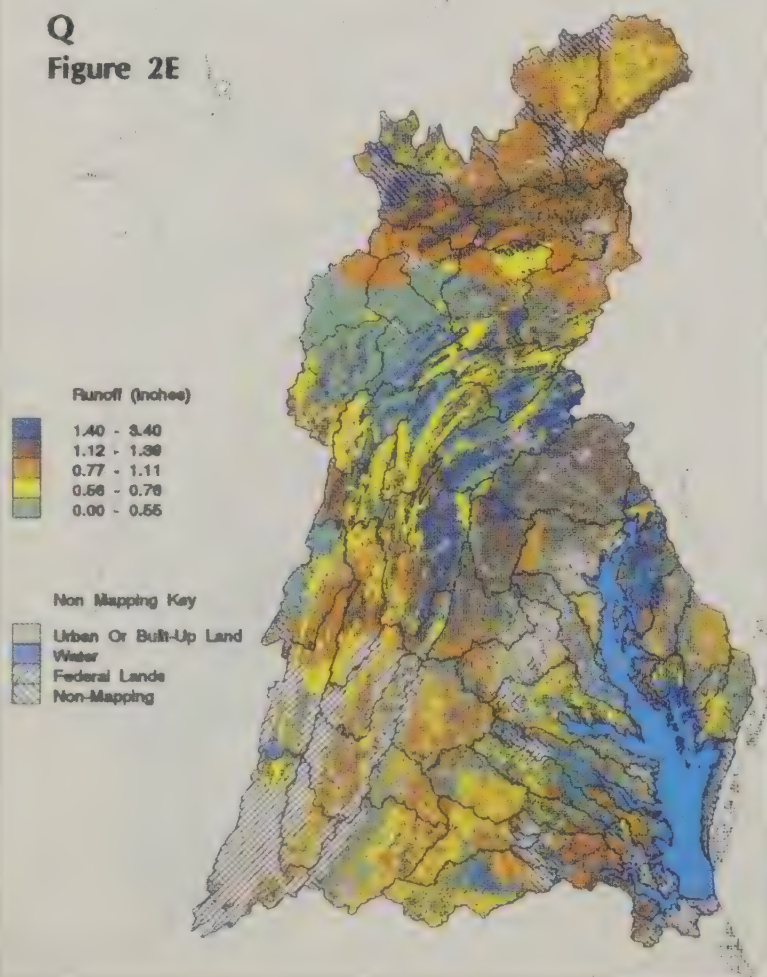 Q
Figure 2E
Runoff (Inches)
1.40 - 3.40
1.12 - 1.39
0.77 - 1.11
0.56 - 0.76
0.00 - 0.55
Non Mapping Key
Urban Or Built-Up Land
Water
Federal Lands
Non-Mapping